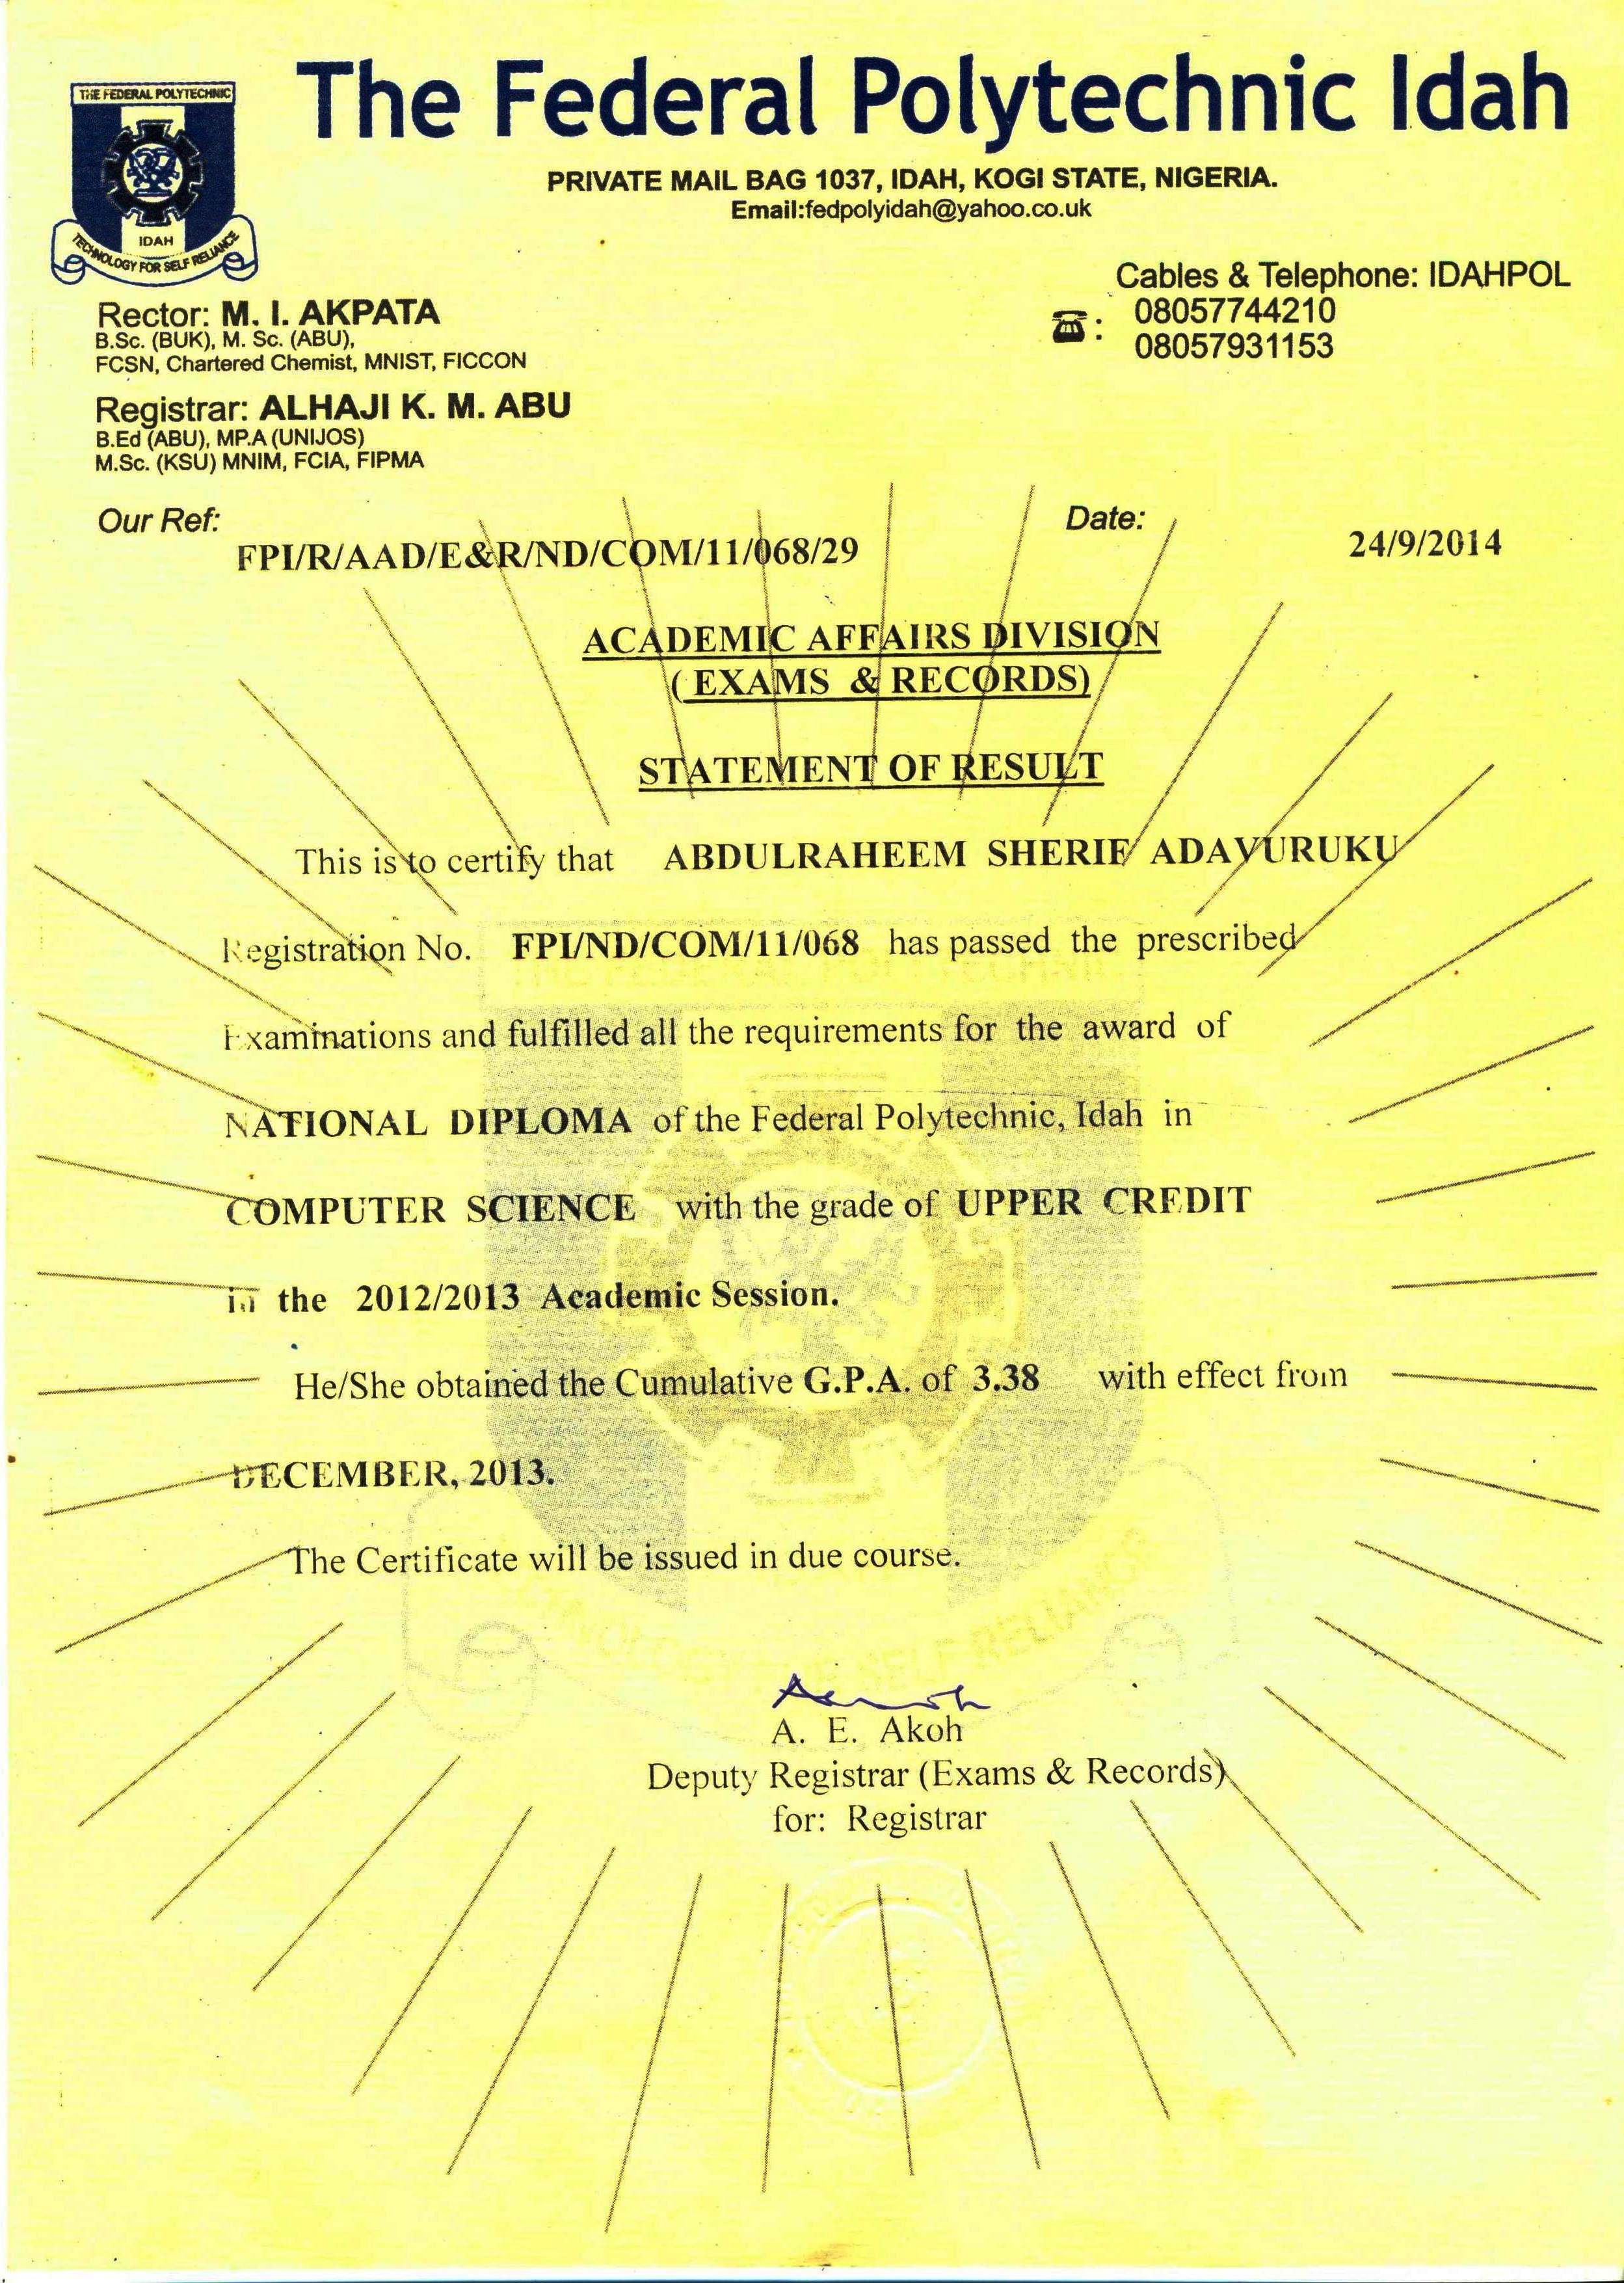 THE FEDERAL POLYTECHNIC
IDAH
TECHNOLOGY FOR SELF RELIANCE
The Federal Polytechnic Idah
PRIVATE MAIL BAG 1037, IDAH, KOGI STATE, NIGERIA.
Email:fedpolyidah@yahoo.co.uk
Cables & Telephone: IDAHPOL
08057744210
08057931153
Rector: M. I. AKPATA
B.Sc. (BUK), M. Sc. (ABU),
FCSN, Chartered Chemist, MNIST, FICCON
Registrar: ALHAJI K. M. ABU
B.Ed (ABU), MP.A (UNIJOS)
M.Sc. (KSU) MNIM, FCIA, FIPMA
Our Ref: FPI/R/AAD/E&R/ND/COM/11/068/29
Date: 24/9/2014
ACADEMIC AFFAIRS DIVISION
(EXAMS & RECORDS)
STATEMENT OF RESULT
This is to certify that ABDULRAHEEM SHERIF ADAVURUKU
Registration No. FPI/ND/COM/11/068 has passed the prescribed
Examinations and fulfilled all the requirements for the award of
NATIONAL DIPLOMA of the Federal Polytechnic, Idah in
COMPUTER SCIENCE with the grade of UPPER CREDIT
in the 2012/2013 Academic Session.
He/She obtained the Cumulative G.P.A. of 3.38 with effect from
DECEMBER, 2013.
The Certificate will be issued in due course.
A. E. Akoh
Deputy Registrar (Exams & Records)
for: Registrar